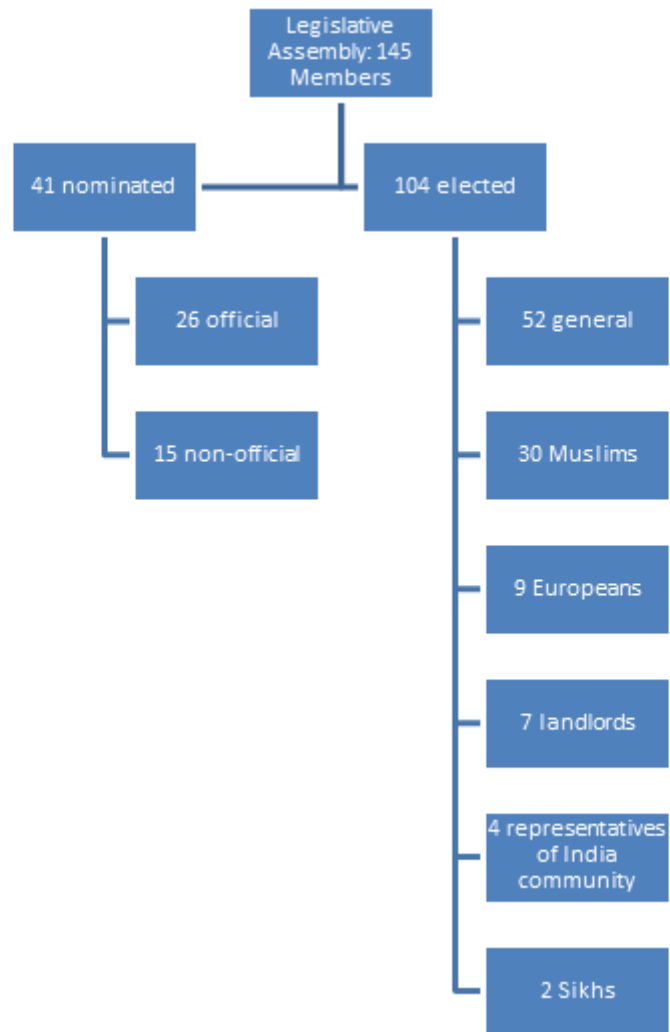 Legislative
Assembly: 145
Members
41 nominated
104 elected
26 official
52 general
15 non-official
30 Muslims
9 Europeans
7 landlords
4 representatives
of India
community
2 Sikhs